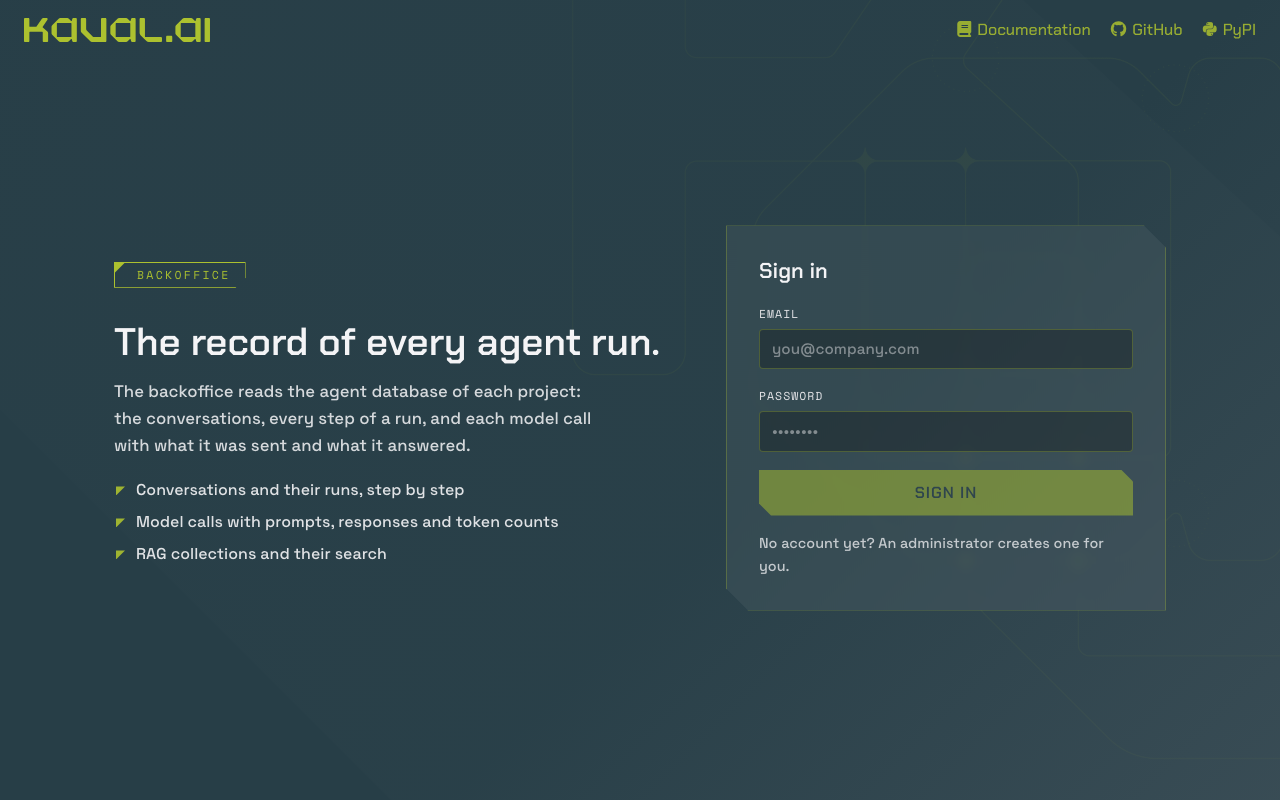 kaval.ai
Documentation
GitHub
PyPI
BACKOFFICE
The record of every agent run.
The backoffice reads the agent database of each project:
the conversations, every step of a run, and each model call
with what it was sent and what it answered.
Conversations and their runs, step by step
Model calls with prompts, responses and token counts
RAG collections and their search
Sign in
EMAIL
you@company.com
PASSWORD
••••••••
SIGN IN
No account yet? An administrator creates one for
you.